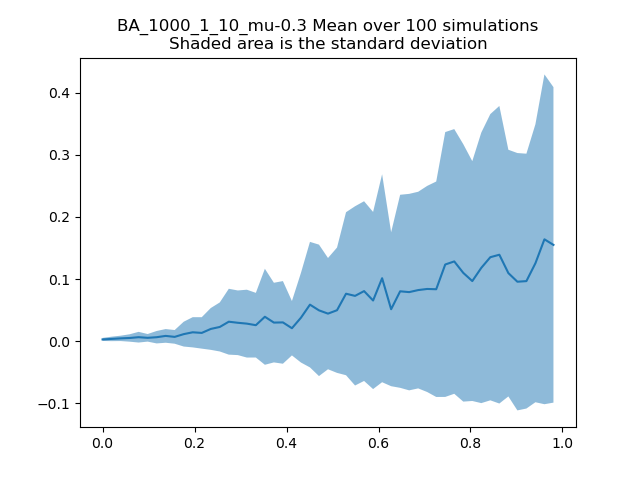 BA_1000_1_10_mu-0.3 Mean over 100 simulations
Shaded area is the standard deviation
0.4
0.3
0.2
0.1
0.0
−0.1
0.0 0.2 0.4 0.6 0.8 1.0